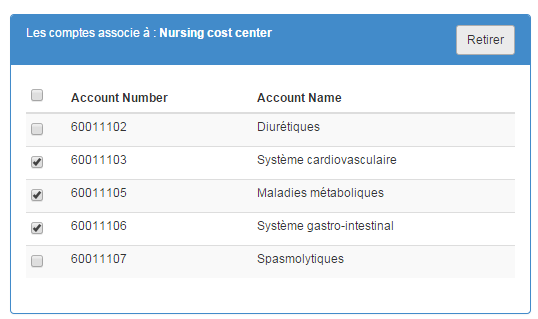 Les comptes associe à : Nursing cost center
Retirer
Account Number Account Name
60011102 Diurétiques
60011103 Système cardiovasculaire
60011105 Maladies métaboliques
60011106 Système gastro-intestinal
60011107 Spasmolytiques